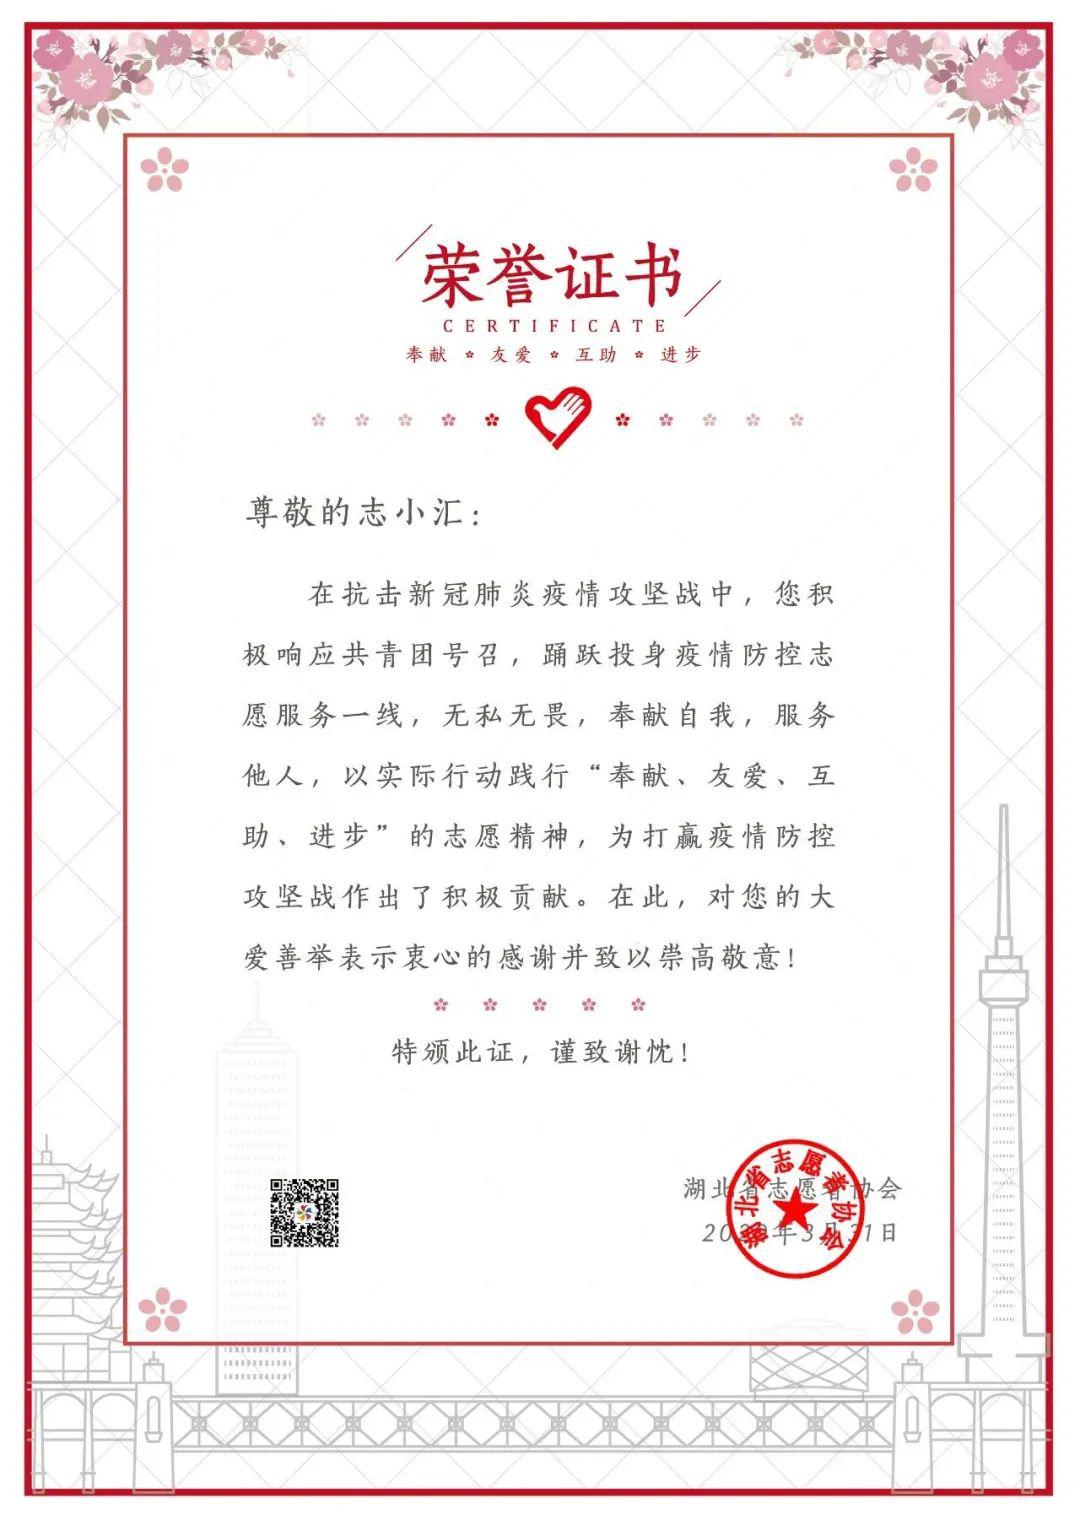 荣誉证书
CERTIFICATE
奉献 友爱 互助 进步
尊敬的志小汇：
在抗击新冠肺炎疫情攻坚战中，您积
极响应共青团号召，踊跃投身疫情防控志
愿服务一线，无私无畏，奉献自我，服务
他人，以实际行动践行“奉献、友爱、互
助、进步”的志愿精神，为打赢疫情防控
攻坚战作出了积极贡献。在此，对您的大
爱善举表示衷心的感谢并致以崇高敬意！
特颁此证，谨致谢忱！
湖北省志愿者协会
2020年3月31日
湖北省志愿者协会